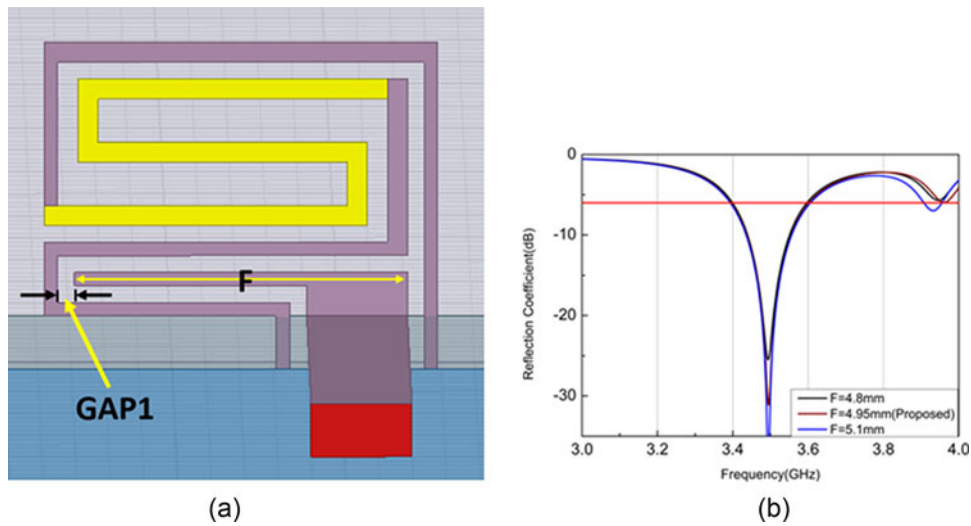 F
GAP1
(a)
0
-10
-20
-30
Reflection Coefficient(dB)
F=4.8mm
F=4.95mm(Proposed)
F=5.1mm
3.0 3.2 3.4 3.6 3.8 4.0
Frequency(GHz)
(b)